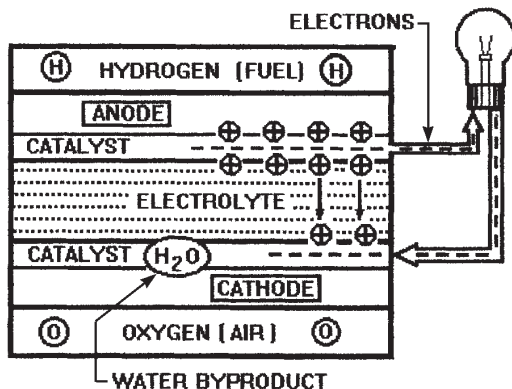 ELECTRONS
H HYDROGEN (FUEL) H
ANODE
CATALYST
ELECTROLYTE
CATALYST H2O
CATHODE
O OXYGEN (AIR) O
WATER BYPRODUCT